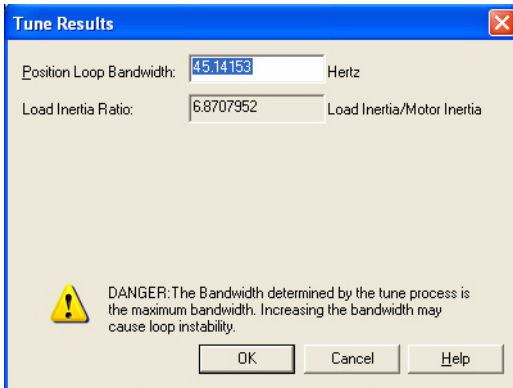 Tune Results
Position Loop Bandwidth: 45.14153 Hertz
Load Inertia Ratio: 6.8707952 Load Inertia/Motor Inertia
DANGER:The Bandwidth determined by the tune process is
the maximum bandwidth. Increasing the bandwidth may
cause loop instability.
OK Cancel Help